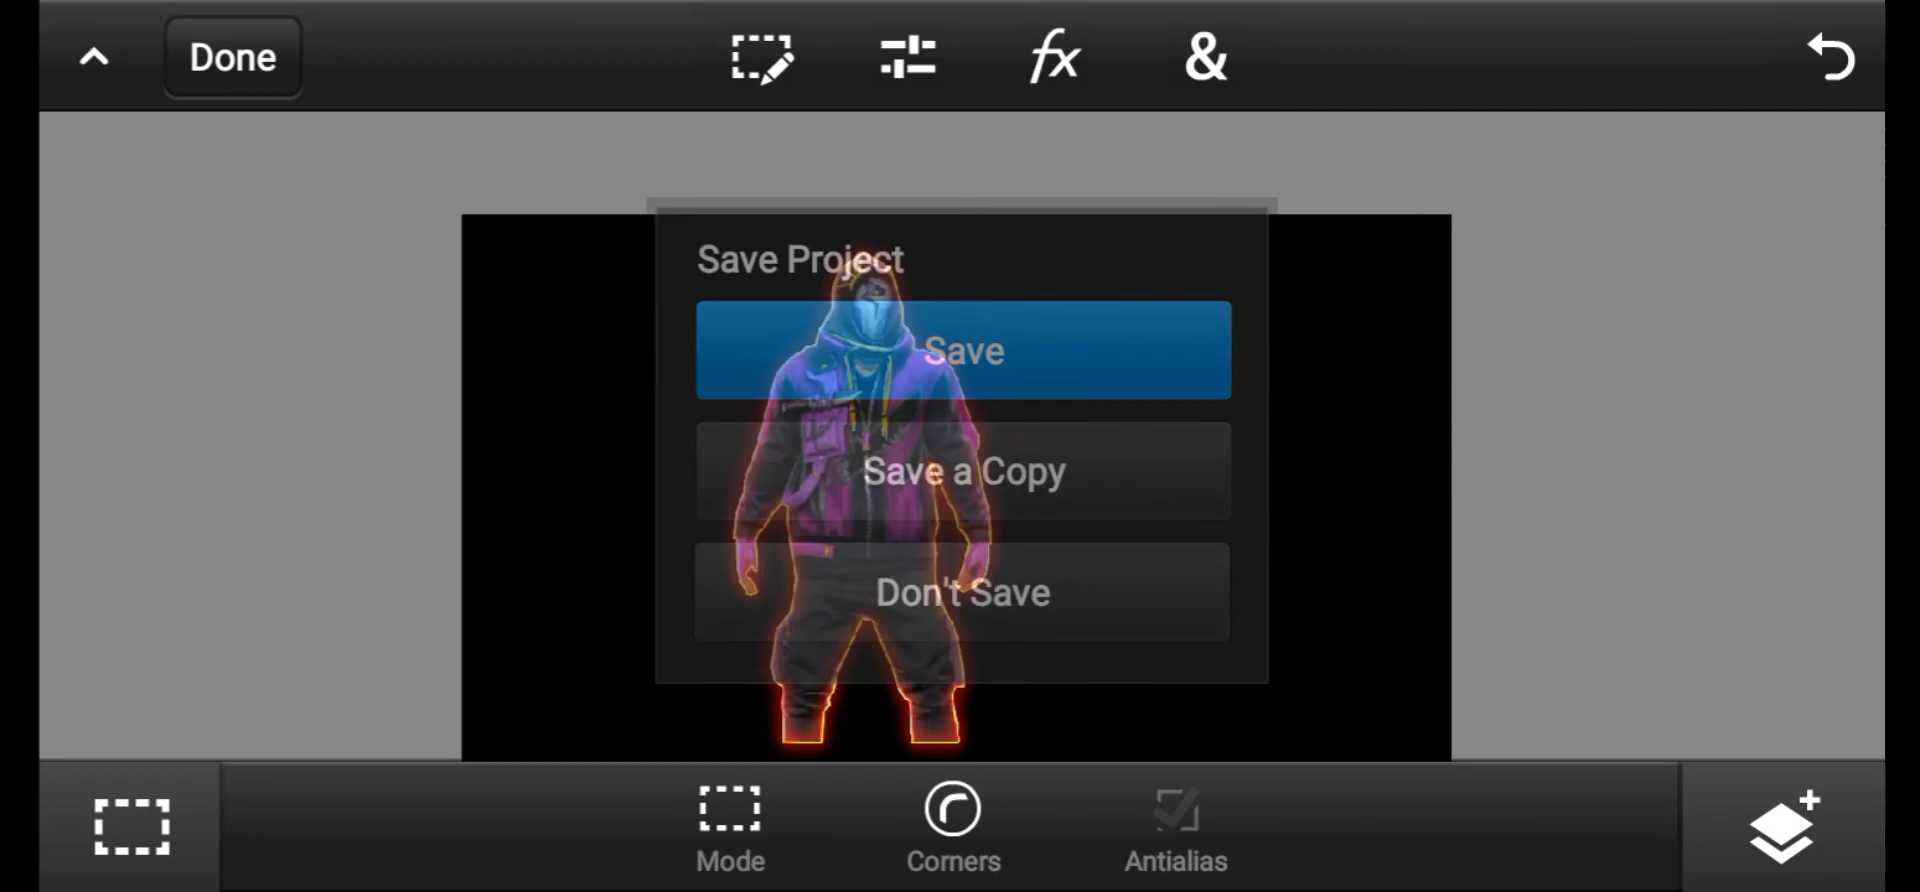 Done
fx
&
Save Project
Save
Save a Copy
Don't Save
Mode
Corners
Antialias